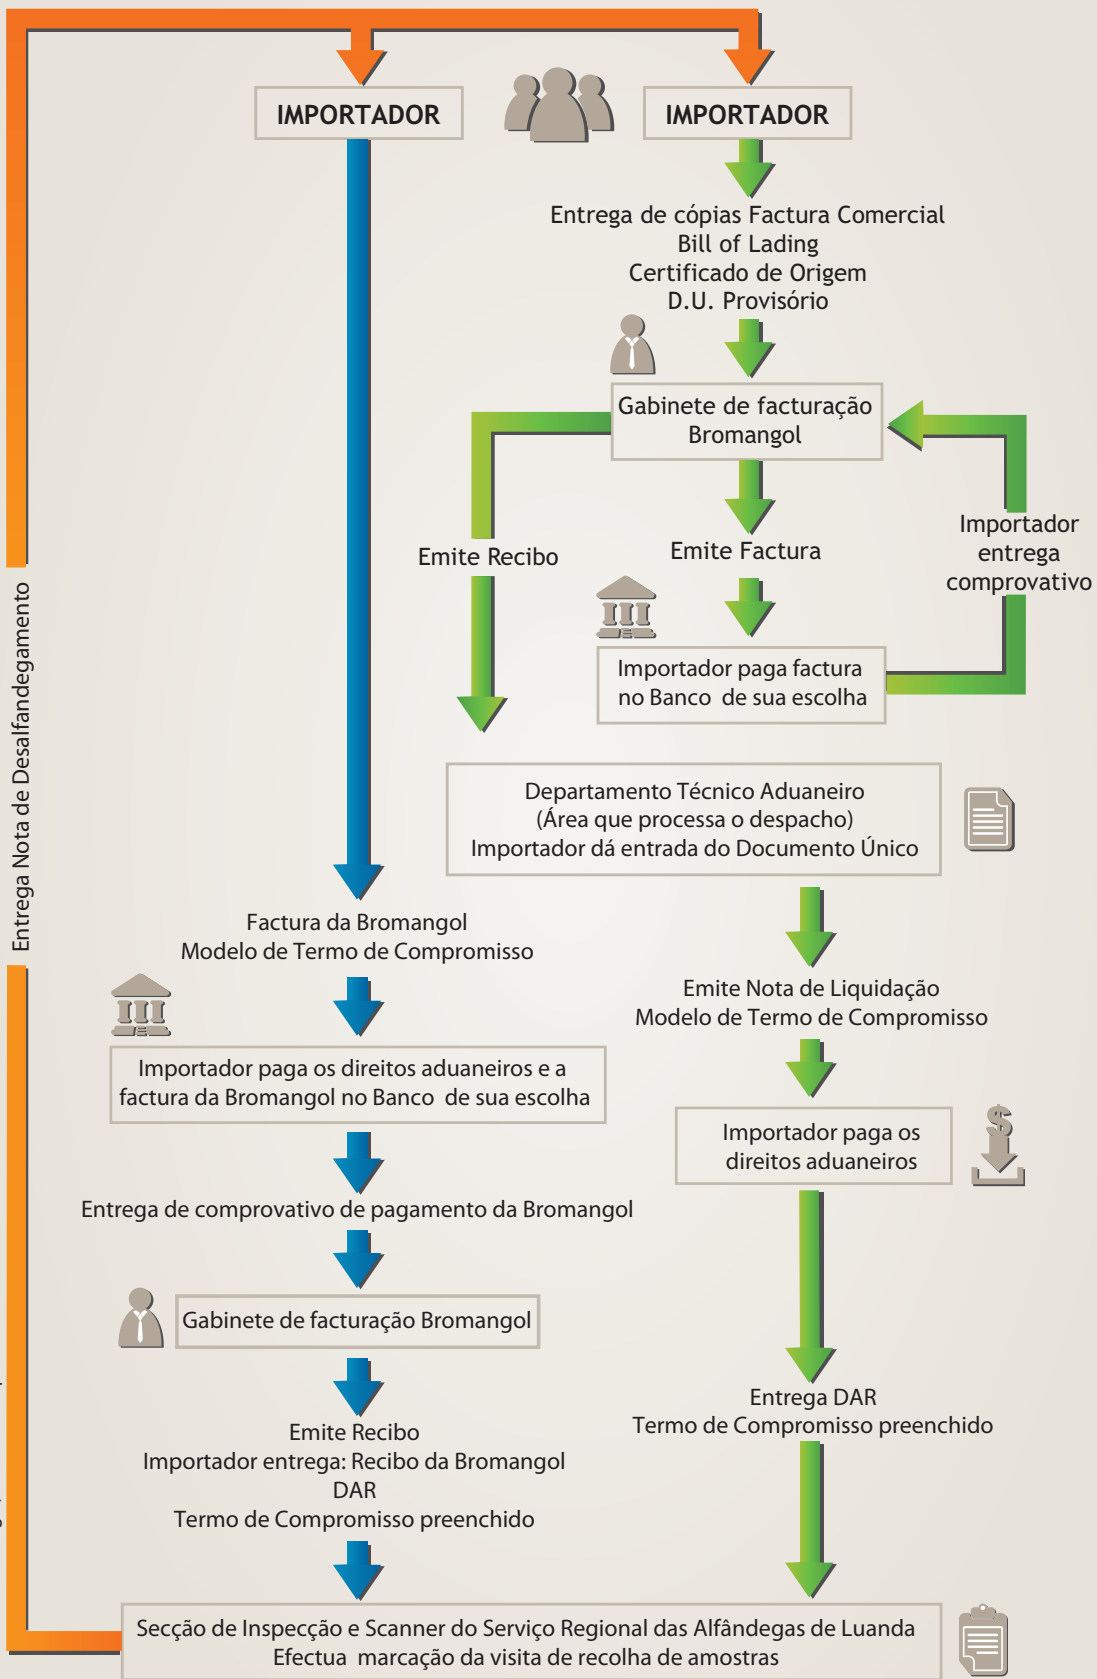 IMPORTADOR
IMPORTADOR
Entrega de cópias Factura Comercial
Bill of Lading
Certificado de Origem
D.U. Provisório
Gabinete de facturação
Bromangol
Emite Recibo
Emite Factura
Importador
entrega
comprovativo
Importador paga factura
no Banco de sua escolha
Departamento Técnico Aduaneiro
(Área que processa o despacho)
Importador dá entrada do Documento Único
Entrega Nota de Desalfandegamento
Factura da Bromangol
Modelo de Termo de Compromisso
Emite Nota de Liquidação
Modelo de Termo de Compromisso
Importador paga os direitos aduaneiros e a
factura da Bromangol no Banco de sua escolha
Importador paga os
direitos aduaneiros
$
Entrega de comprovativo de pagamento da Bromangol
Gabinete de facturação Bromangol
Entrega DAR
Termo de Compromisso preenchido
Emite Recibo
Importador entrega: Recibo da Bromangol
DAR
Termo de Compromisso preenchido
Secção de Inspecção e Scanner do Serviço Regional das Alfândegas de Luanda
Efectua marcação da visita de recolha de amostras